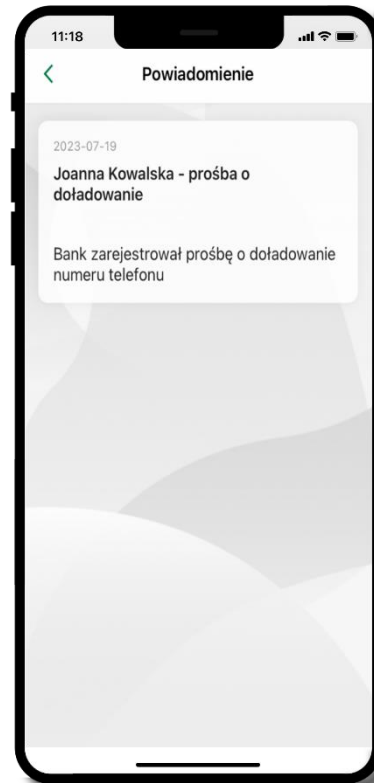 11:18
Powiadomienie
2023-07-19
Joanna Kowalska - prośba o
doładowanie
Bank zarejestrował prośbę o doładowanie
numeru telefonu